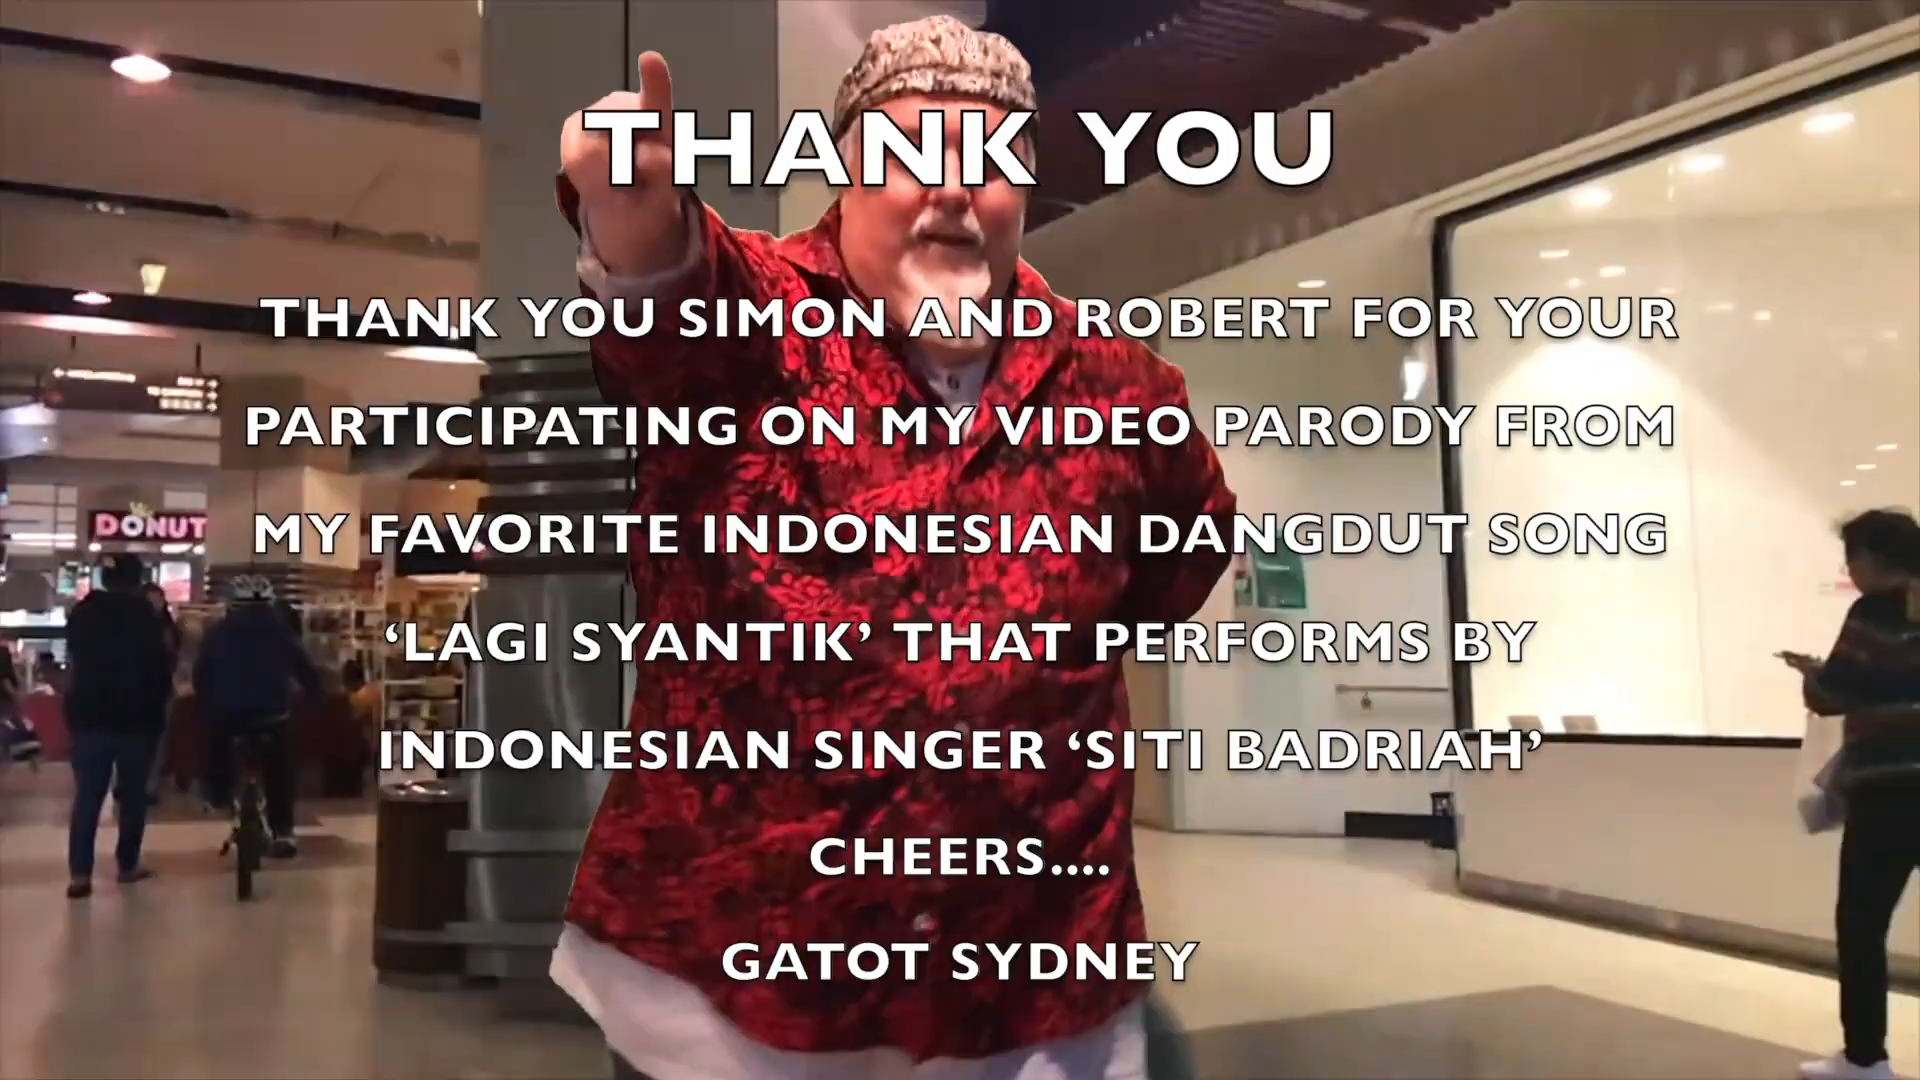 THANK YOU
THANK YOU SIMON AND ROBERT FOR YOUR
PARTICIPATING ON MY VIDEO PARODY FROM
MY FAVORITE INDONESIAN DANGDUT SONG
‘LAGI SYANTIK’ THAT PERFORMS BY
INDONESIAN SINGER ‘SITI BADRIAH’
CHEERS....
GATOT SYDNEY
DONUT